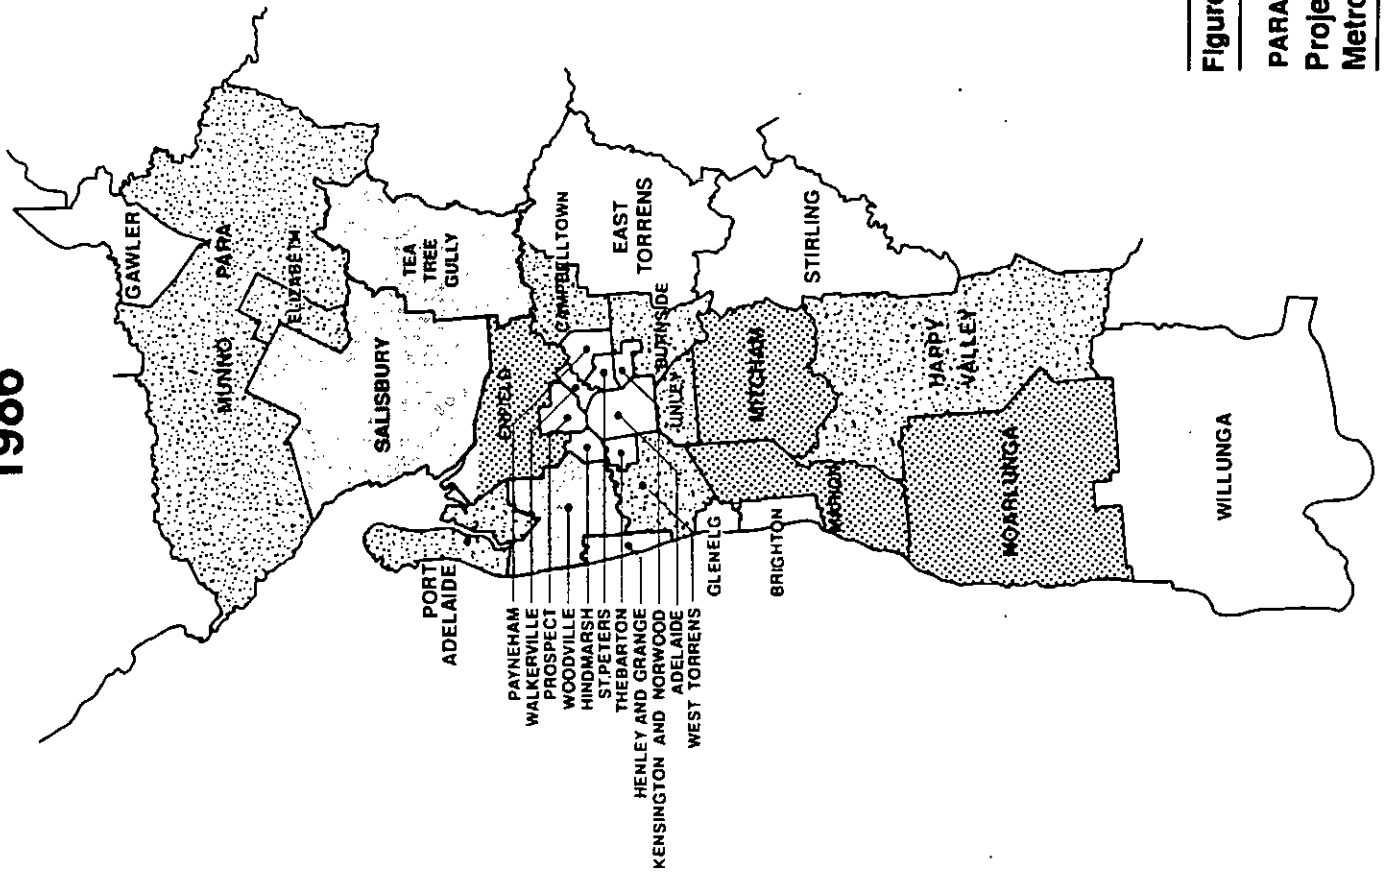 1986
GAWLER
MUNNO PARA
ELIZABETH
SALISBURY
TEA
TREE
GULLY
PORT
ADELAIDE
ENFIELD
CAMPBELLTOWN
EAST
TORRENS
BURNSIDE
UNLEY
MITCHAM
STIRLING
HAPPY
VALLEY
GLENELG
BRIGHTON
MARION
NOARLUNGA
WILLUNGA
PAYNEHAM
WALKERVILLE
PROSPECT
WOODVILLE
HINDMARSH
ST.PETERS
THEBARTON
HENLEY AND GRANGE
KENSINGTON AND NORWOOD
ADELAIDE
WEST TORRENS
Figure
PARA
Proje
Metro